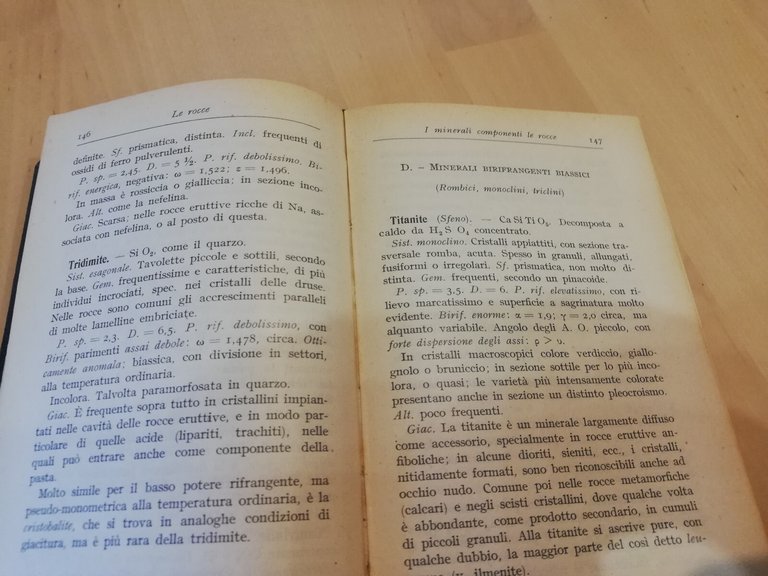 146
Le rocce
definite. Sf. prismatica, distinta. Incl. frequenti di
ossidi di ferro pulverulenti.
P. sp. = 2,45. D. = 5 ½. P. rif. debolissimo. Bi-
rif. energica, negativa: ω = 1,522; ε = 1,496.
In massa è rossiccia o gialliccia; in sezione inco-
lora. Alt. come la nefelina.
Giac. Scarsa; nelle rocce eruttive ricche di Na, as-
sociata con nefelina, o al posto di questa.
Tridimite. — Si O₂, come il quarzo.
Sist. esagonale. Tavolette piccole e sottili, secondo
la base. Gem. frequentissime e caratteristiche, di più
individui incrociati, spec. nei cristalli delle druse.
Nelle rocce son comuni gli accrescimenti paralleli
di molte lamelline embriciate.
P. sp. = 2,3. D. = 6,5. P. rif. debolissimo, con
Birif. parimenti assai debole: ω = 1,478, circa. Otti-
camente anomala; biassica, con divisione in settori,
alla temperatura ordinaria.
Incolora. Talvolta paramorfosata in quarzo.
Giac. È frequente sopra tutto in cristallini impian-
tati nelle cavità delle rocce eruttive, e in modo par-
ticolare di quelle acide (lipariti, trachiti), nelle
quali può entrare anche come componente della
pasta.
Molto simile per il basso potere rifrangente, ma
pseudo-monometrica alla temperatura ordinaria, è la
cristobalite, che si trova in analoghe condizioni di
giacitura, ma è più rara della tridimite.
I minerali componenti le rocce
147
D. — MINERALI BIRIFRANGENTI BIASSICI
(Rombici, monoclini, triclini)
Titanite (Sfeno). — Ca Si Ti O₅. Decomposta a
caldo da H₂ S O₄ concentrato.
Sist. monoclino. Cristalli appiattiti, con sezione tra-
sversale romba, acuta. Spesso in granuli, allungati,
fusiformi o irregolari. Sf. prismatica, non molto di-
stinta. Gem. frequenti, secondo un pinacoide.
P. sp. = 3,5. D. = 6. P. rif. elevatissimo, con ri-
lievo marcatissimo e superficie a sagrinatura molto
evidente. Birif. enorme: α = 1,9; γ = 2,0 circa, ma
alquanto variabile. Angolo degli A. O. piccolo, con
forte dispersione degli assi: ρ > υ.
In cristalli macroscopici colore verdiccio, giallo-
gnolo o bruniccio; in sezione sottile per lo più inco-
lora, o quasi; le varietà più intensamente colorate
presentano anche in sezione un distinto pleocroismo.
Alt. poco frequenti.
Giac. La titanite è un minerale largamente diffuso
come accessorio, specialmente in rocce eruttive an-
fiboliche; in alcune dioriti, sieniti, ecc., i cristalli,
nitidamente formati, sono ben riconoscibili anche ad
occhio nudo. Comune poi nelle rocce metamorfiche
(calcari) e negli scisti cristallini, dove qualche volta
è abbondante, come prodotto secondario, in cumuli
di piccoli granuli. Alla titanite si ascrive pure, con
qualche dubbio, la maggior parte del così detto leu-
(v. ilmenite).